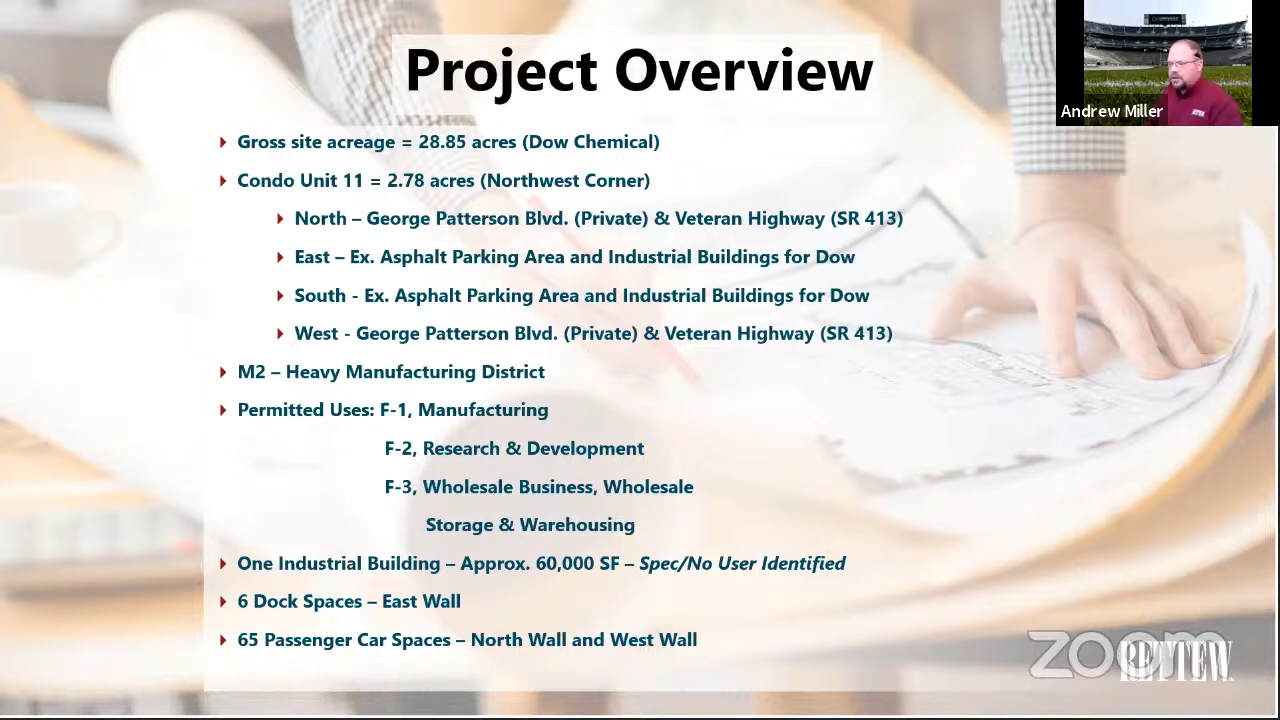 Project Overview
Andrew Miller
Gross site acreage = 28.85 acres (Dow Chemical)
Condo Unit 11 = 2.78 acres (Northwest Corner)
North – George Patterson Blvd. (Private) & Veteran Highway (SR 413)
East – Ex. Asphalt Parking Area and Industrial Buildings for Dow
South - Ex. Asphalt Parking Area and Industrial Buildings for Dow
West - George Patterson Blvd. (Private) & Veteran Highway (SR 413)
M2 – Heavy Manufacturing District
Permitted Uses: F-1, Manufacturing
F-2, Research & Development
F-3, Wholesale Business, Wholesale
Storage & Warehousing
One Industrial Building – Approx. 60,000 SF – Spec/No User Identified
6 Dock Spaces – East Wall
65 Passenger Car Spaces – North Wall and West Wall
zoom
RETTEW